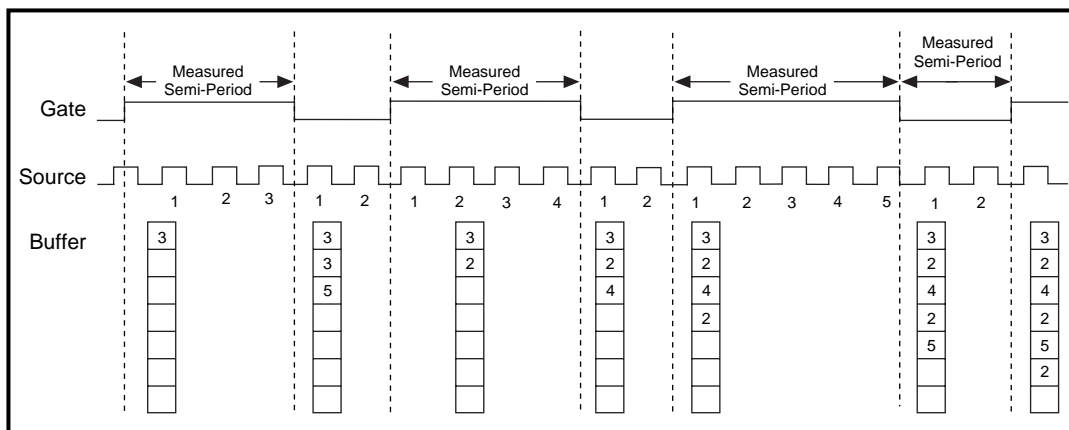 Measured Semi-Period
Measured Semi-Period
Measured Semi-Period
Measured Semi-Period
Gate
Source
1 2 3 1 2 1 2 3 4 1 2 1 2 3 4 5 1 2
Buffer
3 3 3 3 3 3 3
3 2 2 2 2 2
5 4 4 4 4
2 2 2
5 5
2